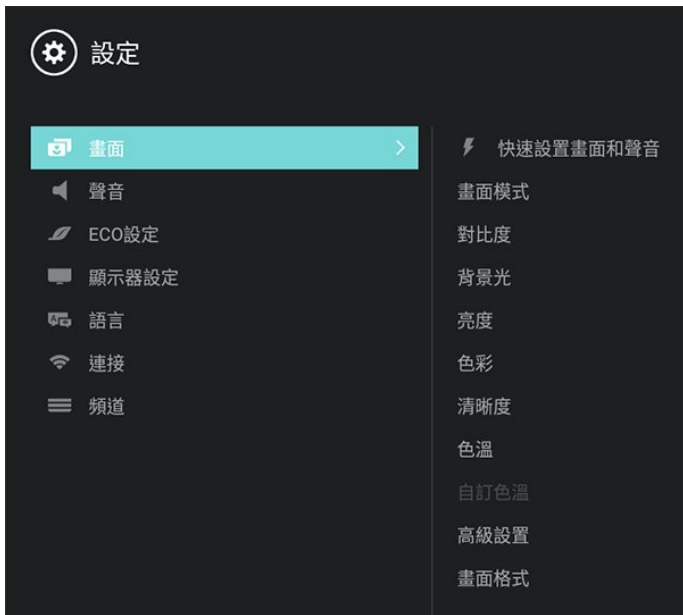 設定
畫面
聲音
ECO設定
顯示器設定
語言
連接
頻道
快速設置畫面和聲音
畫面模式
對比度
背景光
亮度
色彩
清晰度
色溫
自訂色溫
高級設置
畫面格式